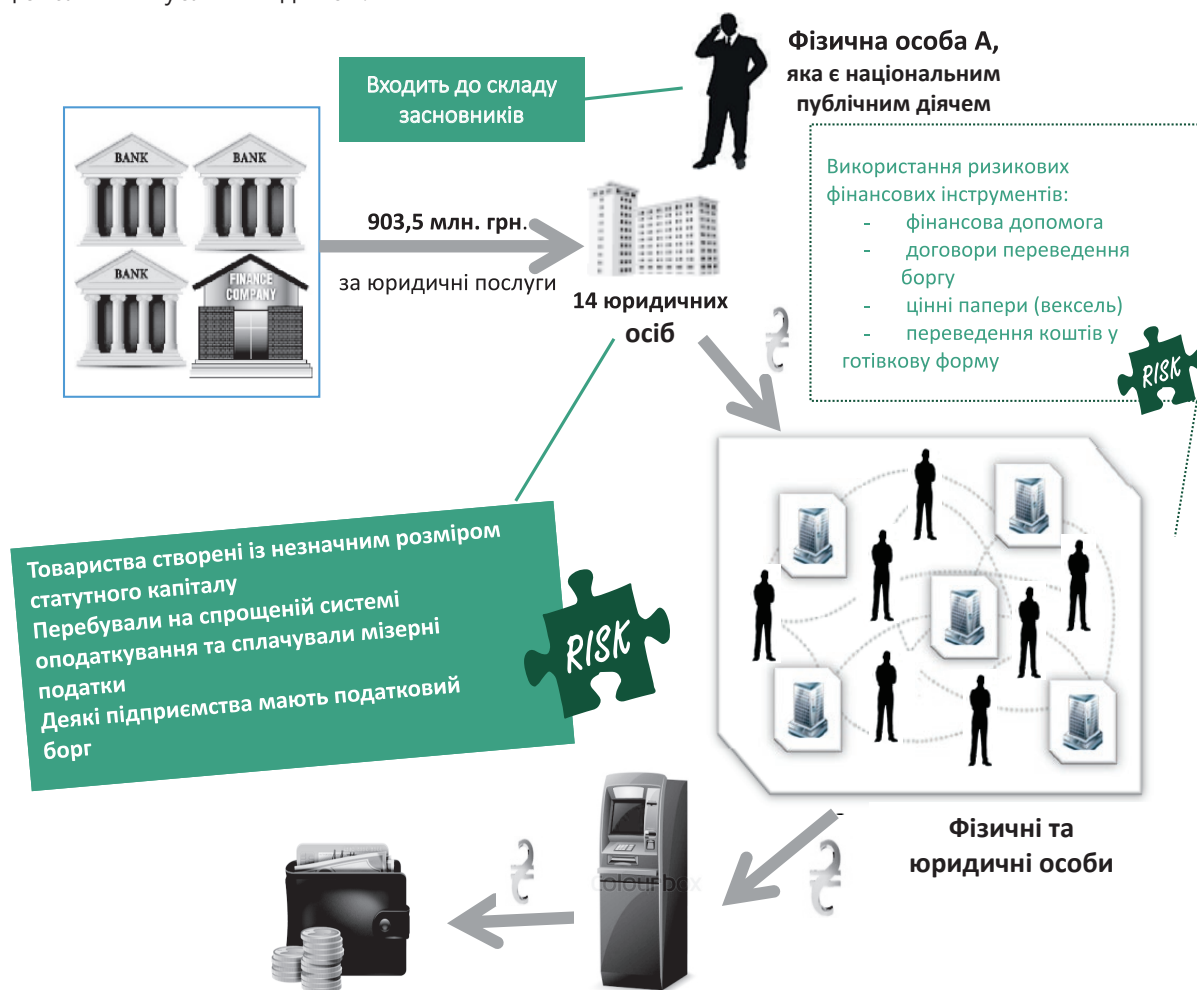 Фізична особа А,
яка є національним
публічним діячем
Входить до складу
засновників
BANK
BANK
BANK
FINANCE
COMPANY
903,5 млн. грн.
за юридичні послуги
14 юридичних
осіб
Використання ризикових
фінансових інструментів:
- фінансова допомога
- договори переведення
боргу
- цінні папери (вексель)
- переведення коштів у
готівкову форму
RISK
Товариства створені із незначним розміром
статутного капіталу
Перебували на спрощеній системі
оподаткування та сплачували мізерні
податки
Деякі підприємства мають податковий
борг
RISK
Фізичні та
юридичні особи
colourbox